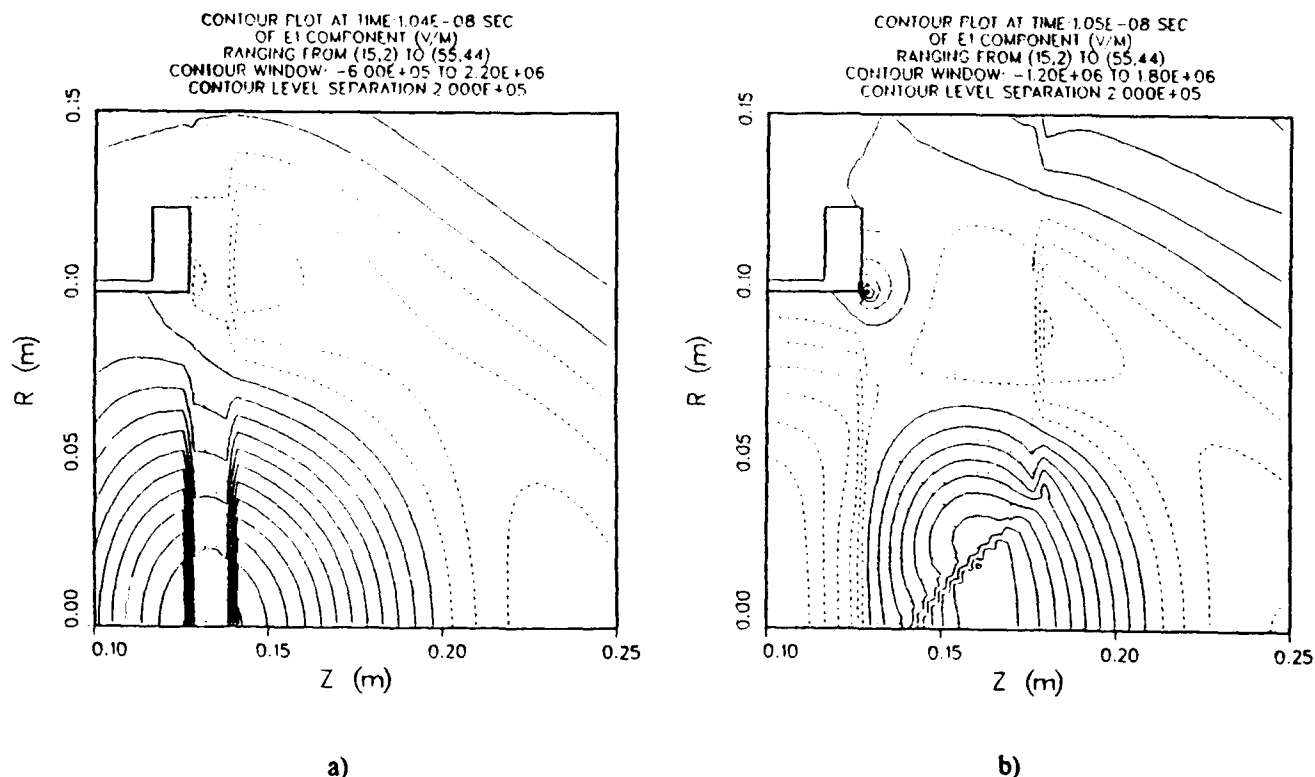 CONTOUR PLOT AT TIME: 1.04E-08 SEC
OF E1 COMPONENT (V/M)
RANGING FROM (15,2) TO (55,44)
CONTOUR WINDOW: -6.00E+05 TO 2.20E+06
CONTOUR LEVEL SEPARATION 2.000E+05
0.15
0.10
0.05
0.00
R (m)
0.10
0.15
0.20
0.25
Z (m)
a)
CONTOUR PLOT AT TIME: 1.05E-08 SEC
OF E1 COMPONENT (V/M)
RANGING FROM (15,2) TO (55,44)
CONTOUR WINDOW: -1.20E+06 TO 1.80E+06
CONTOUR LEVEL SEPARATION 2.000E+05
0.15
0.10
0.05
0.00
R (m)
0.10
0.15
0.20
0.25
Z (m)
b)